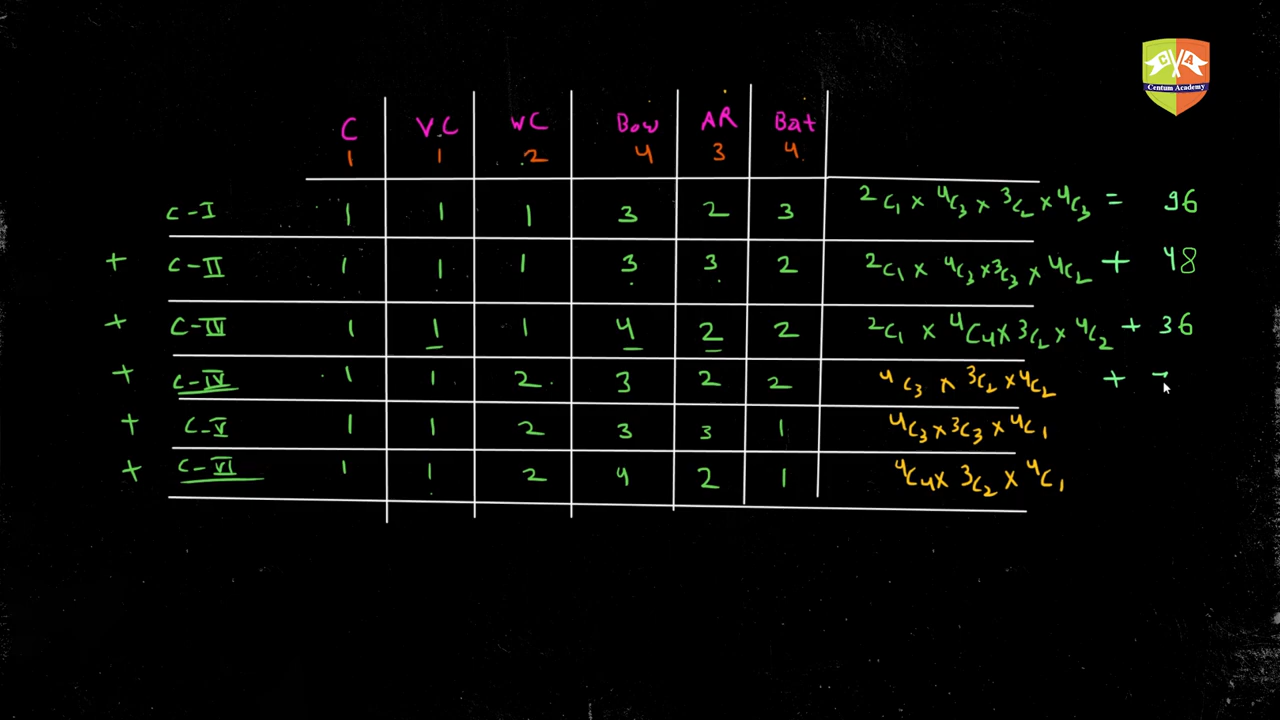 C A
Centum Academy
C V.C WC Bow AR Bat
1 1 2 4 3 4
C-I 1 1 1 3 2 3 ²C₁ × ⁴C₃ × ³C₂ × ⁴C₃ = 96
+ C-II 1 1 1 3 3 2 ²C₁ × ⁴C₃ × ³C₃ × ⁴C₂ + 48
+ C-IV 1 1 1 4 2 2 ²C₁ × ⁴C₄ × ³C₂ × ⁴C₂ + 36
+ C-IV 1 1 2 3 2 2 ⁴C₃ × ³C₂ × ⁴C₂ +
+ C-V 1 1 2 3 3 1 ⁴C₃ × ³C₃ × ⁴C₁
+ C-VI 1 1 2 4 2 1 ⁴C₄ × ³C₂ × ⁴C₁